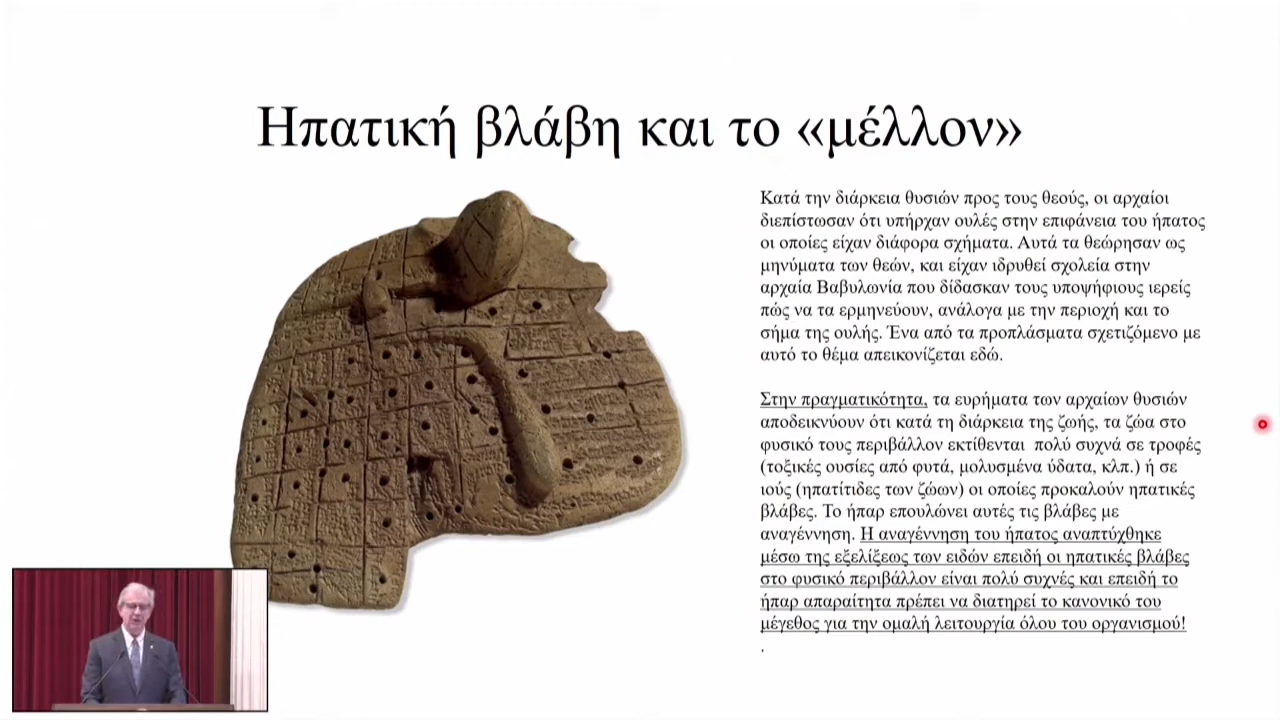 Ηπατική βλάβη και το «μέλλον»
Κατά την διάρκεια θυσιών προς τους θεούς, οι αρχαίοι
διεπίστωσαν ότι υπήρχαν ουλές στην επιφάνεια του ήπατος
οι οποίες είχαν διάφορα σχήματα. Αυτά τα θεώρησαν ως
μηνύματα των θεών, και είχαν ιδρυθεί σχολεία στην
αρχαία Βαβυλωνία που δίδασκαν τους υποψήφιους ιερείς
πώς να τα ερμηνεύουν, ανάλογα με την περιοχή και το
σήμα της ουλής. Ένα από τα προπλάσματα σχετιζόμενο με
αυτό το θέμα απεικονίζεται εδώ.
Στην πραγματικότητα, τα ευρήματα των αρχαίων θυσιών
αποδεικνύουν ότι κατά τη διάρκεια της ζωής, τα ζώα στο
φυσικό τους περιβάλλον εκτίθενται πολύ συχνά σε τροφές
(τοξικές ουσίες από φυτά, μολυσμένα ύδατα, κλπ.) ή σε
ιούς (ηπατίτιδες των ζώων) οι οποίες προκαλούν ηπατικές
βλάβες. Το ήπαρ επουλώνει αυτές τις βλάβες με
αναγέννηση. Η αναγέννηση του ήπατος αναπτύχθηκε
μέσω της εξελίξεως των ειδών επειδή οι ηπατικές βλάβες
στο φυσικό περιβάλλον είναι πολύ συχνές και επειδή το
ήπαρ απαραίτητα πρέπει να διατηρεί το κανονικό του
μέγεθος για την ομαλή λειτουργία όλου του οργανισμού!
.